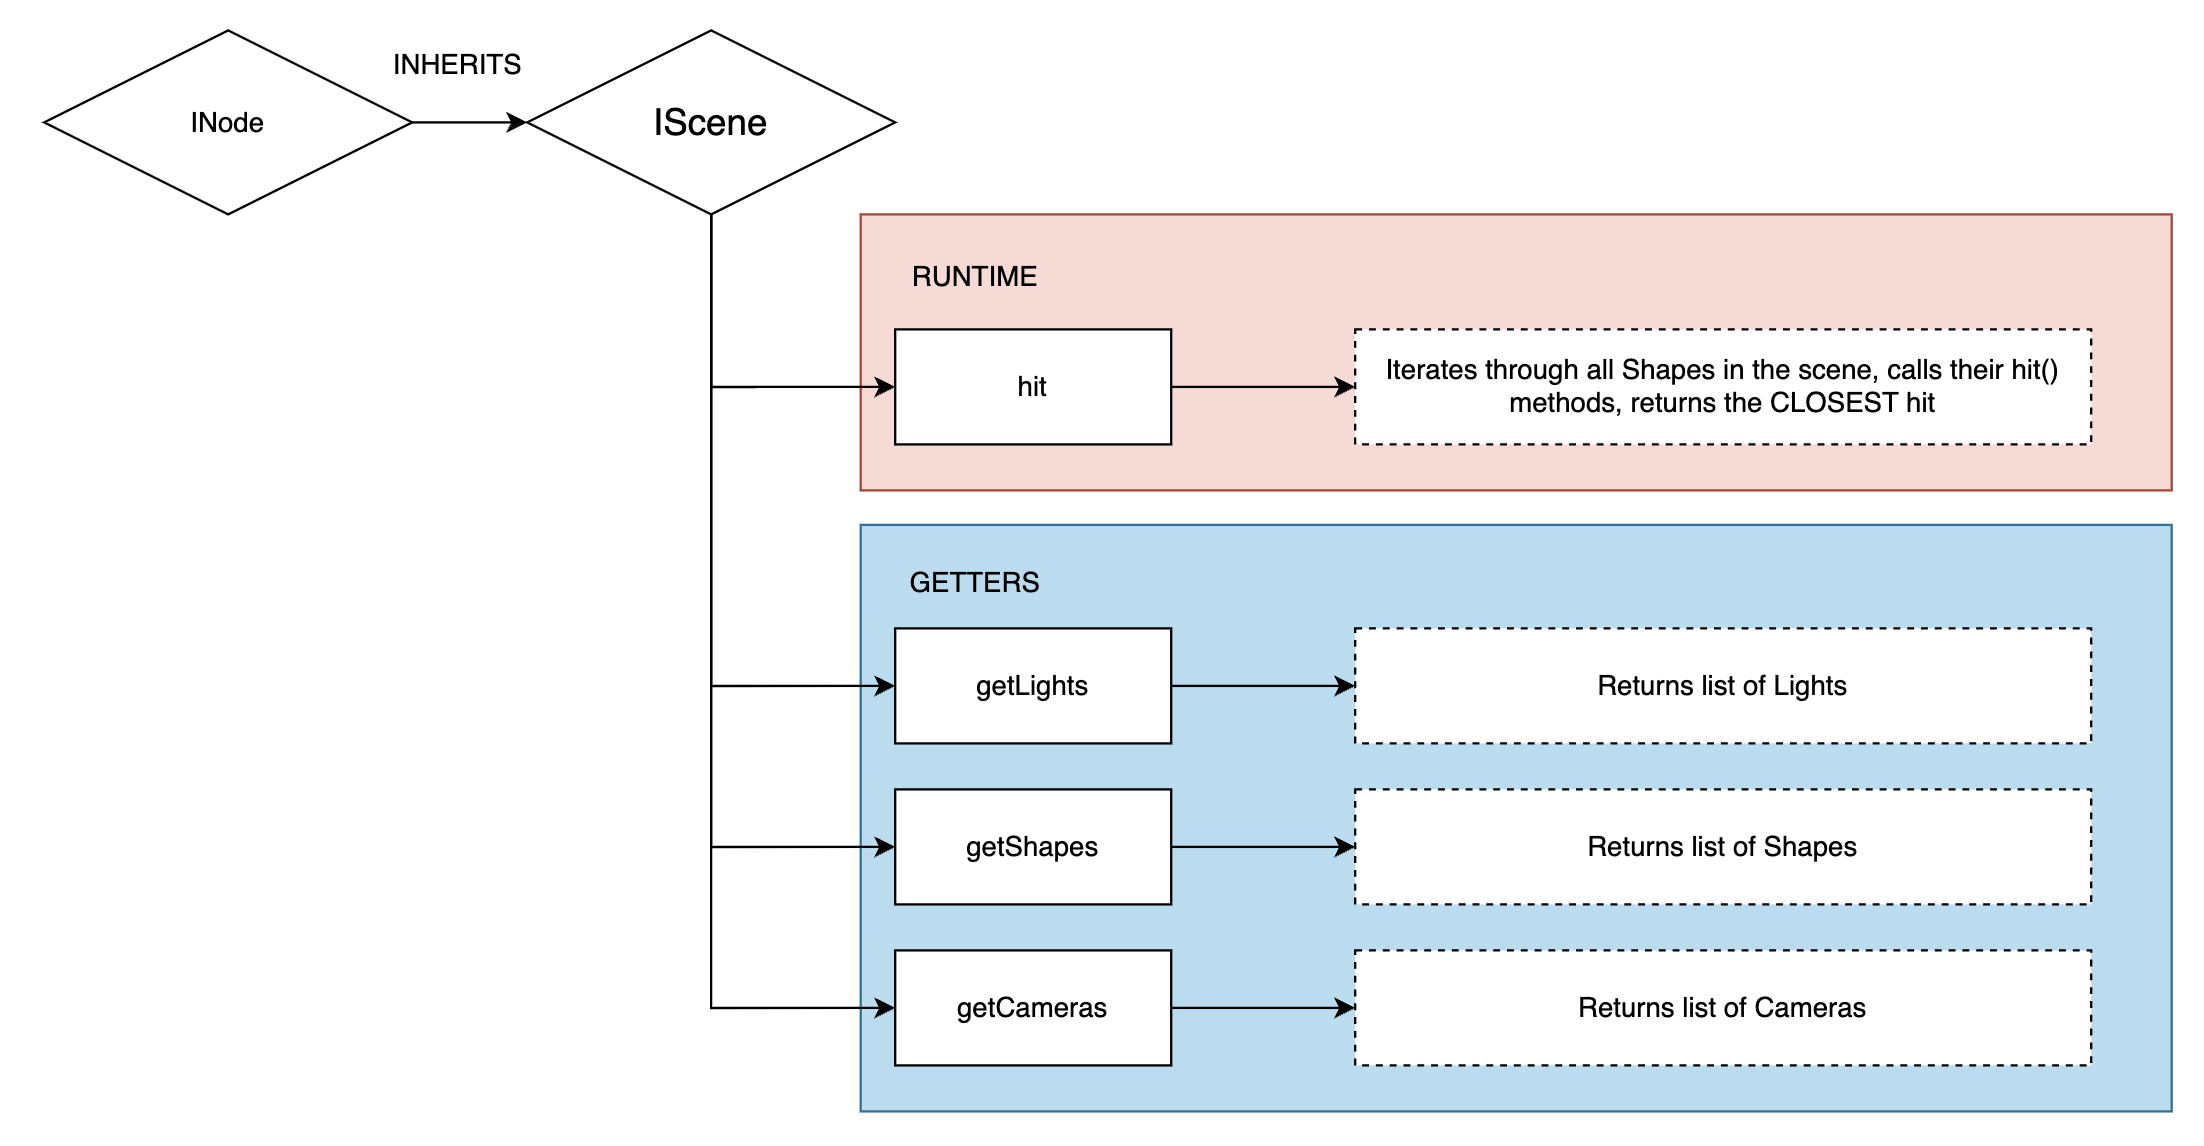 INode
INHERITS
IScene
RUNTIME
hit
Iterates through all Shapes in the scene, calls their hit()
methods, returns the CLOSEST hit
GETTERS
getLights
Returns list of Lights
getShapes
Returns list of Shapes
getCameras
Returns list of Cameras